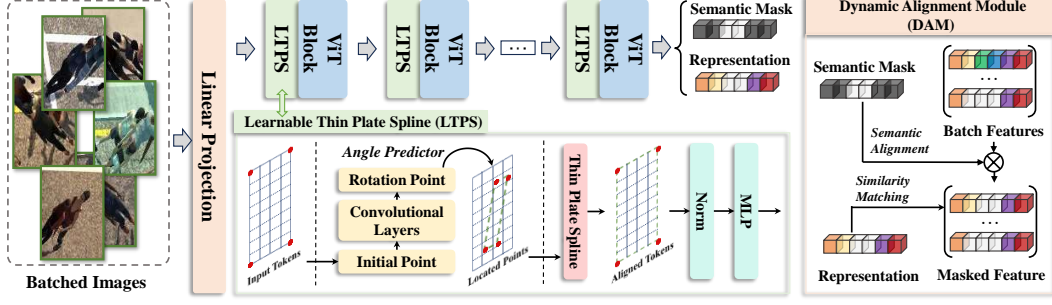 Batched Images
Linear Projection
LTPS
ViT
Block
LTPS
ViT
Block
...
LTPS
ViT
Block
Semantic Mask
Representation
Learnable Thin Plate Spline (LTPS)
Input Tokens
Angle Predictor
Rotation Point
Convolutional
Layers
Initial Point
Located Points
Thin Plate Spline
Aligned Tokens
Norm
MLP
Dynamic Alignment Module
(DAM)
Semantic Mask
...
Batch Features
Semantic
Alignment
Similarity
Matching
...
Representation
Masked Feature